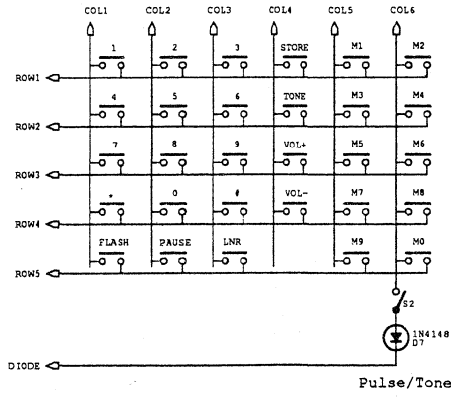 COL1 COL2 COL3 COL4 COL5 COL6
1 2 3 STORE M1 M2
ROW1
4 5 6 TONE M3 M4
ROW2
7 8 9 VOL+ M5 M6
ROW3
* 0 # VOL- M7 M8
ROW4
FLASH PAUSE LNR M9 M0
ROW5
S2
1N4148
D7
DIODE
Pulse/Tone